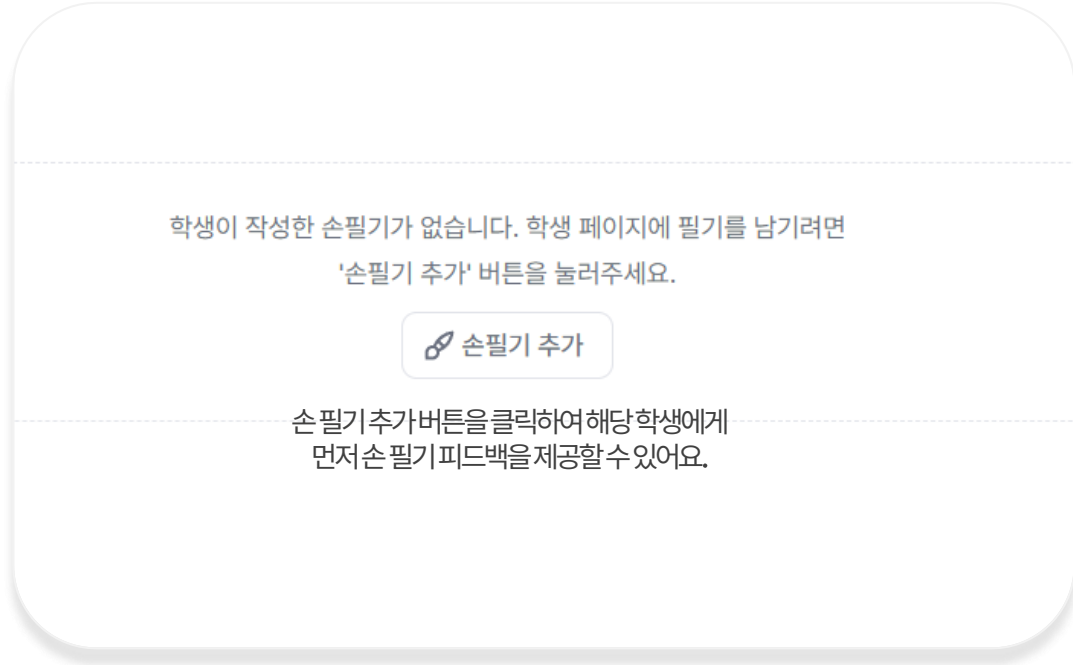 학생이 작성한 손필기가 없습니다. 학생 페이지에 필기를 남기려면
'손필기 추가' 버튼을 눌러주세요.
손필기 추가
손 필기 추가 버튼을 클릭하여 해당 학생에게
먼저 손 필기 피드백을 제공할 수 있어요.